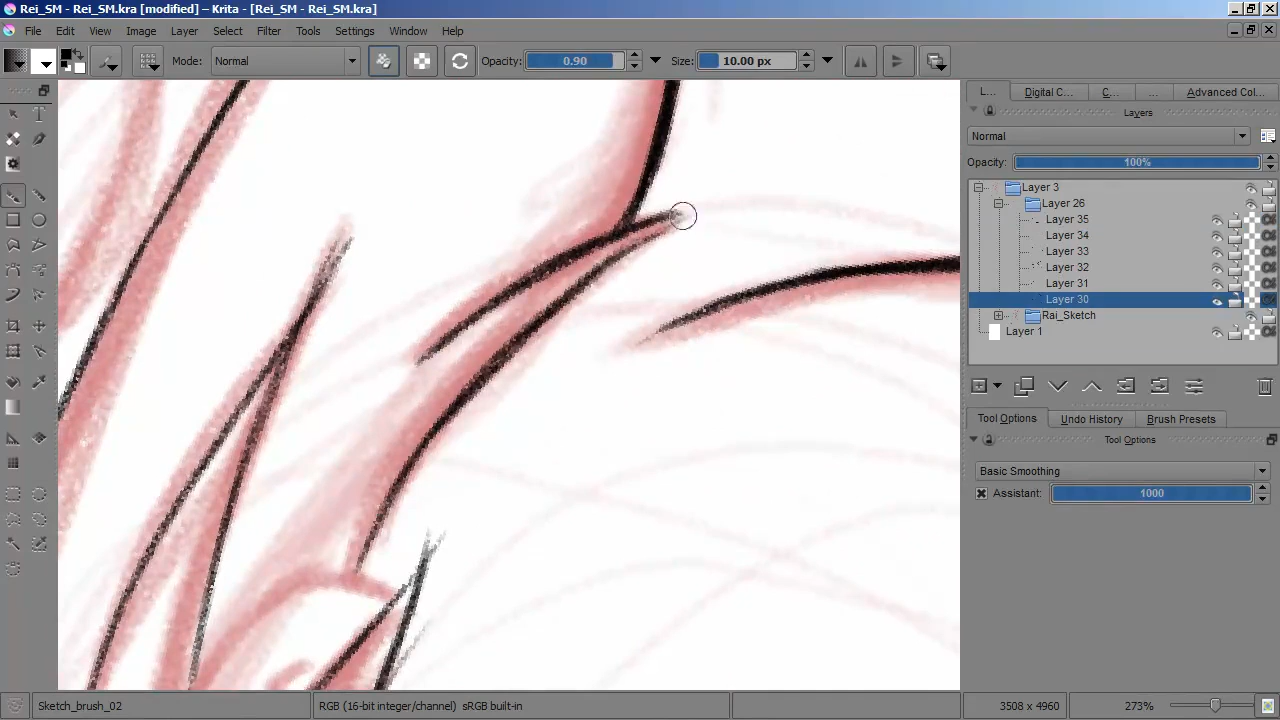 Rei_SM - Rei_SM.kra [modified] – Krita - [Rei_SM - Rei_SM.kra]
File Edit View Image Layer Select Filter Tools Settings Window Help
Mode: Normal Opacity: 0.90 Size: 10.00 px
L... Digital C... C... ... Advanced Col...
Layers
Normal
Opacity: 100%
Layer 3
Layer 26
Layer 35
Layer 34
Layer 33
Layer 32
Layer 31
Layer 30
Rai_Sketch
Layer 1
Tool Options Undo History Brush Presets
Tool Options
Basic Smoothing
Assistant: 1000
Sketch_brush_02 RGB (16-bit integer/channel) sRGB built-in 3508 x 4960 273%